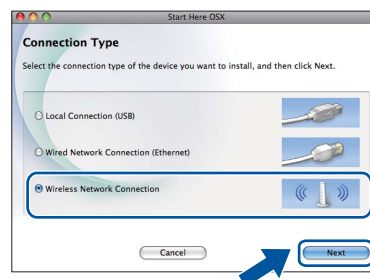 Start Here OSX
Connection Type
Select the connection type of the device you want to install, and then click Next.
Local Connection (USB)
Wired Network Connection (Ethernet)
Wireless Network Connection
Cancel
Next